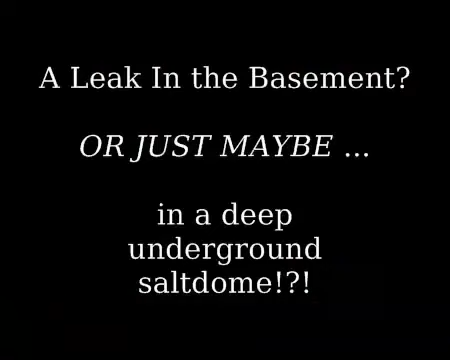 A Leak In the Basement?
OR JUST MAYBE ...
in a deep
underground
saltdome!?!